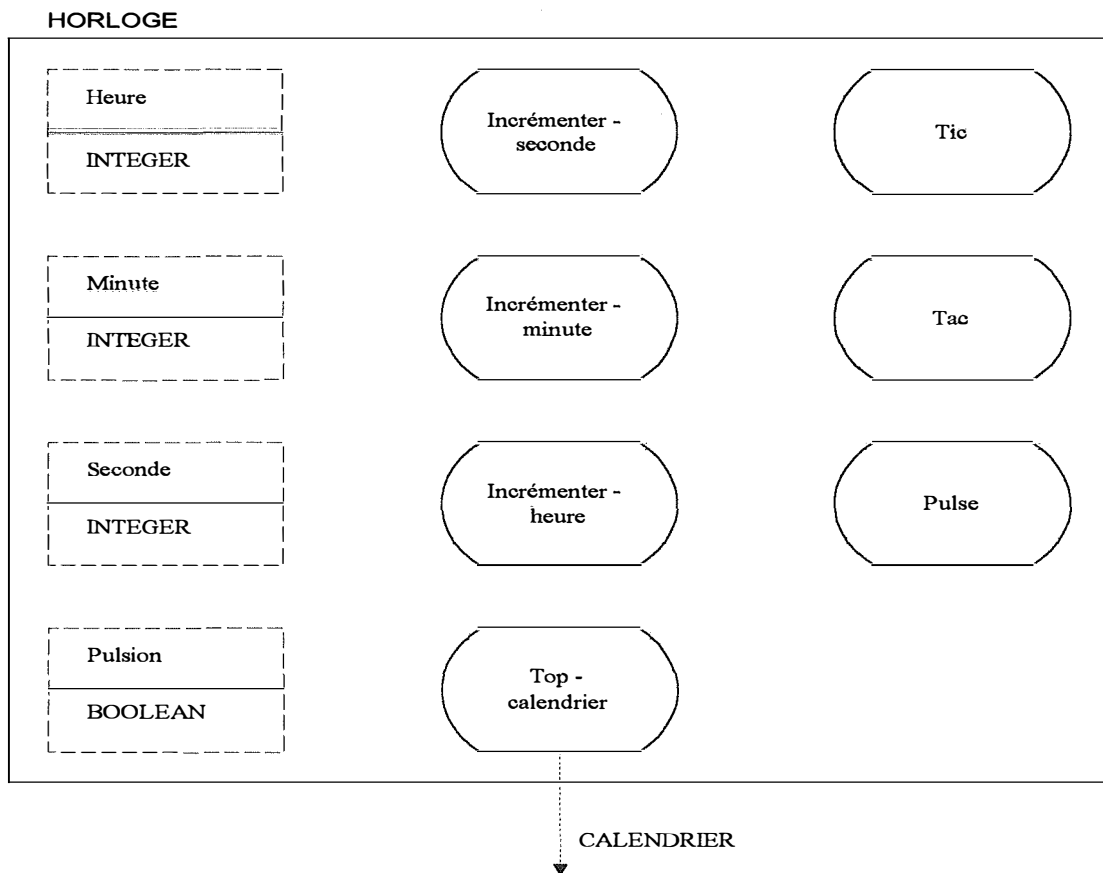 HORLOGE
Heure
INTEGER
Incrémenter -
seconde
Tic
Minute
INTEGER
Incrémenter -
minute
Tac
Seconde
INTEGER
Incrémenter -
heure
Pulse
Pulsion
BOOLEAN
Top -
calendrier
CALENDRIER